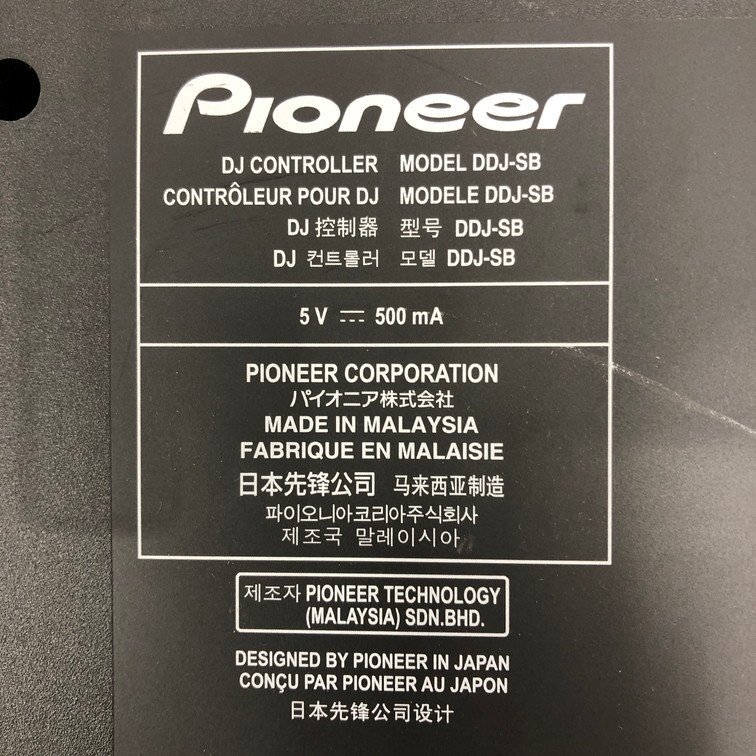 Pioneer
DJ CONTROLLER MODEL DDJ-SB
CONTRÔLEUR POUR DJ MODELE DDJ-SB
DJ 控制器 型号 DDJ-SB
DJ 컨트롤러 모델 DDJ-SB
5 V ⎓ 500 mA
PIONEER CORPORATION
パイオニア株式会社
MADE IN MALAYSIA
FABRIQUE EN MALAISIE
日本先锋公司 马来西亚制造
파이오니아코리아주식회사
제조국 말레이시아
제조자 PIONEER TECHNOLOGY
(MALAYSIA) SDN.BHD.
DESIGNED BY PIONEER IN JAPAN
CONÇU PAR PIONEER AU JAPON
日本先锋公司设计